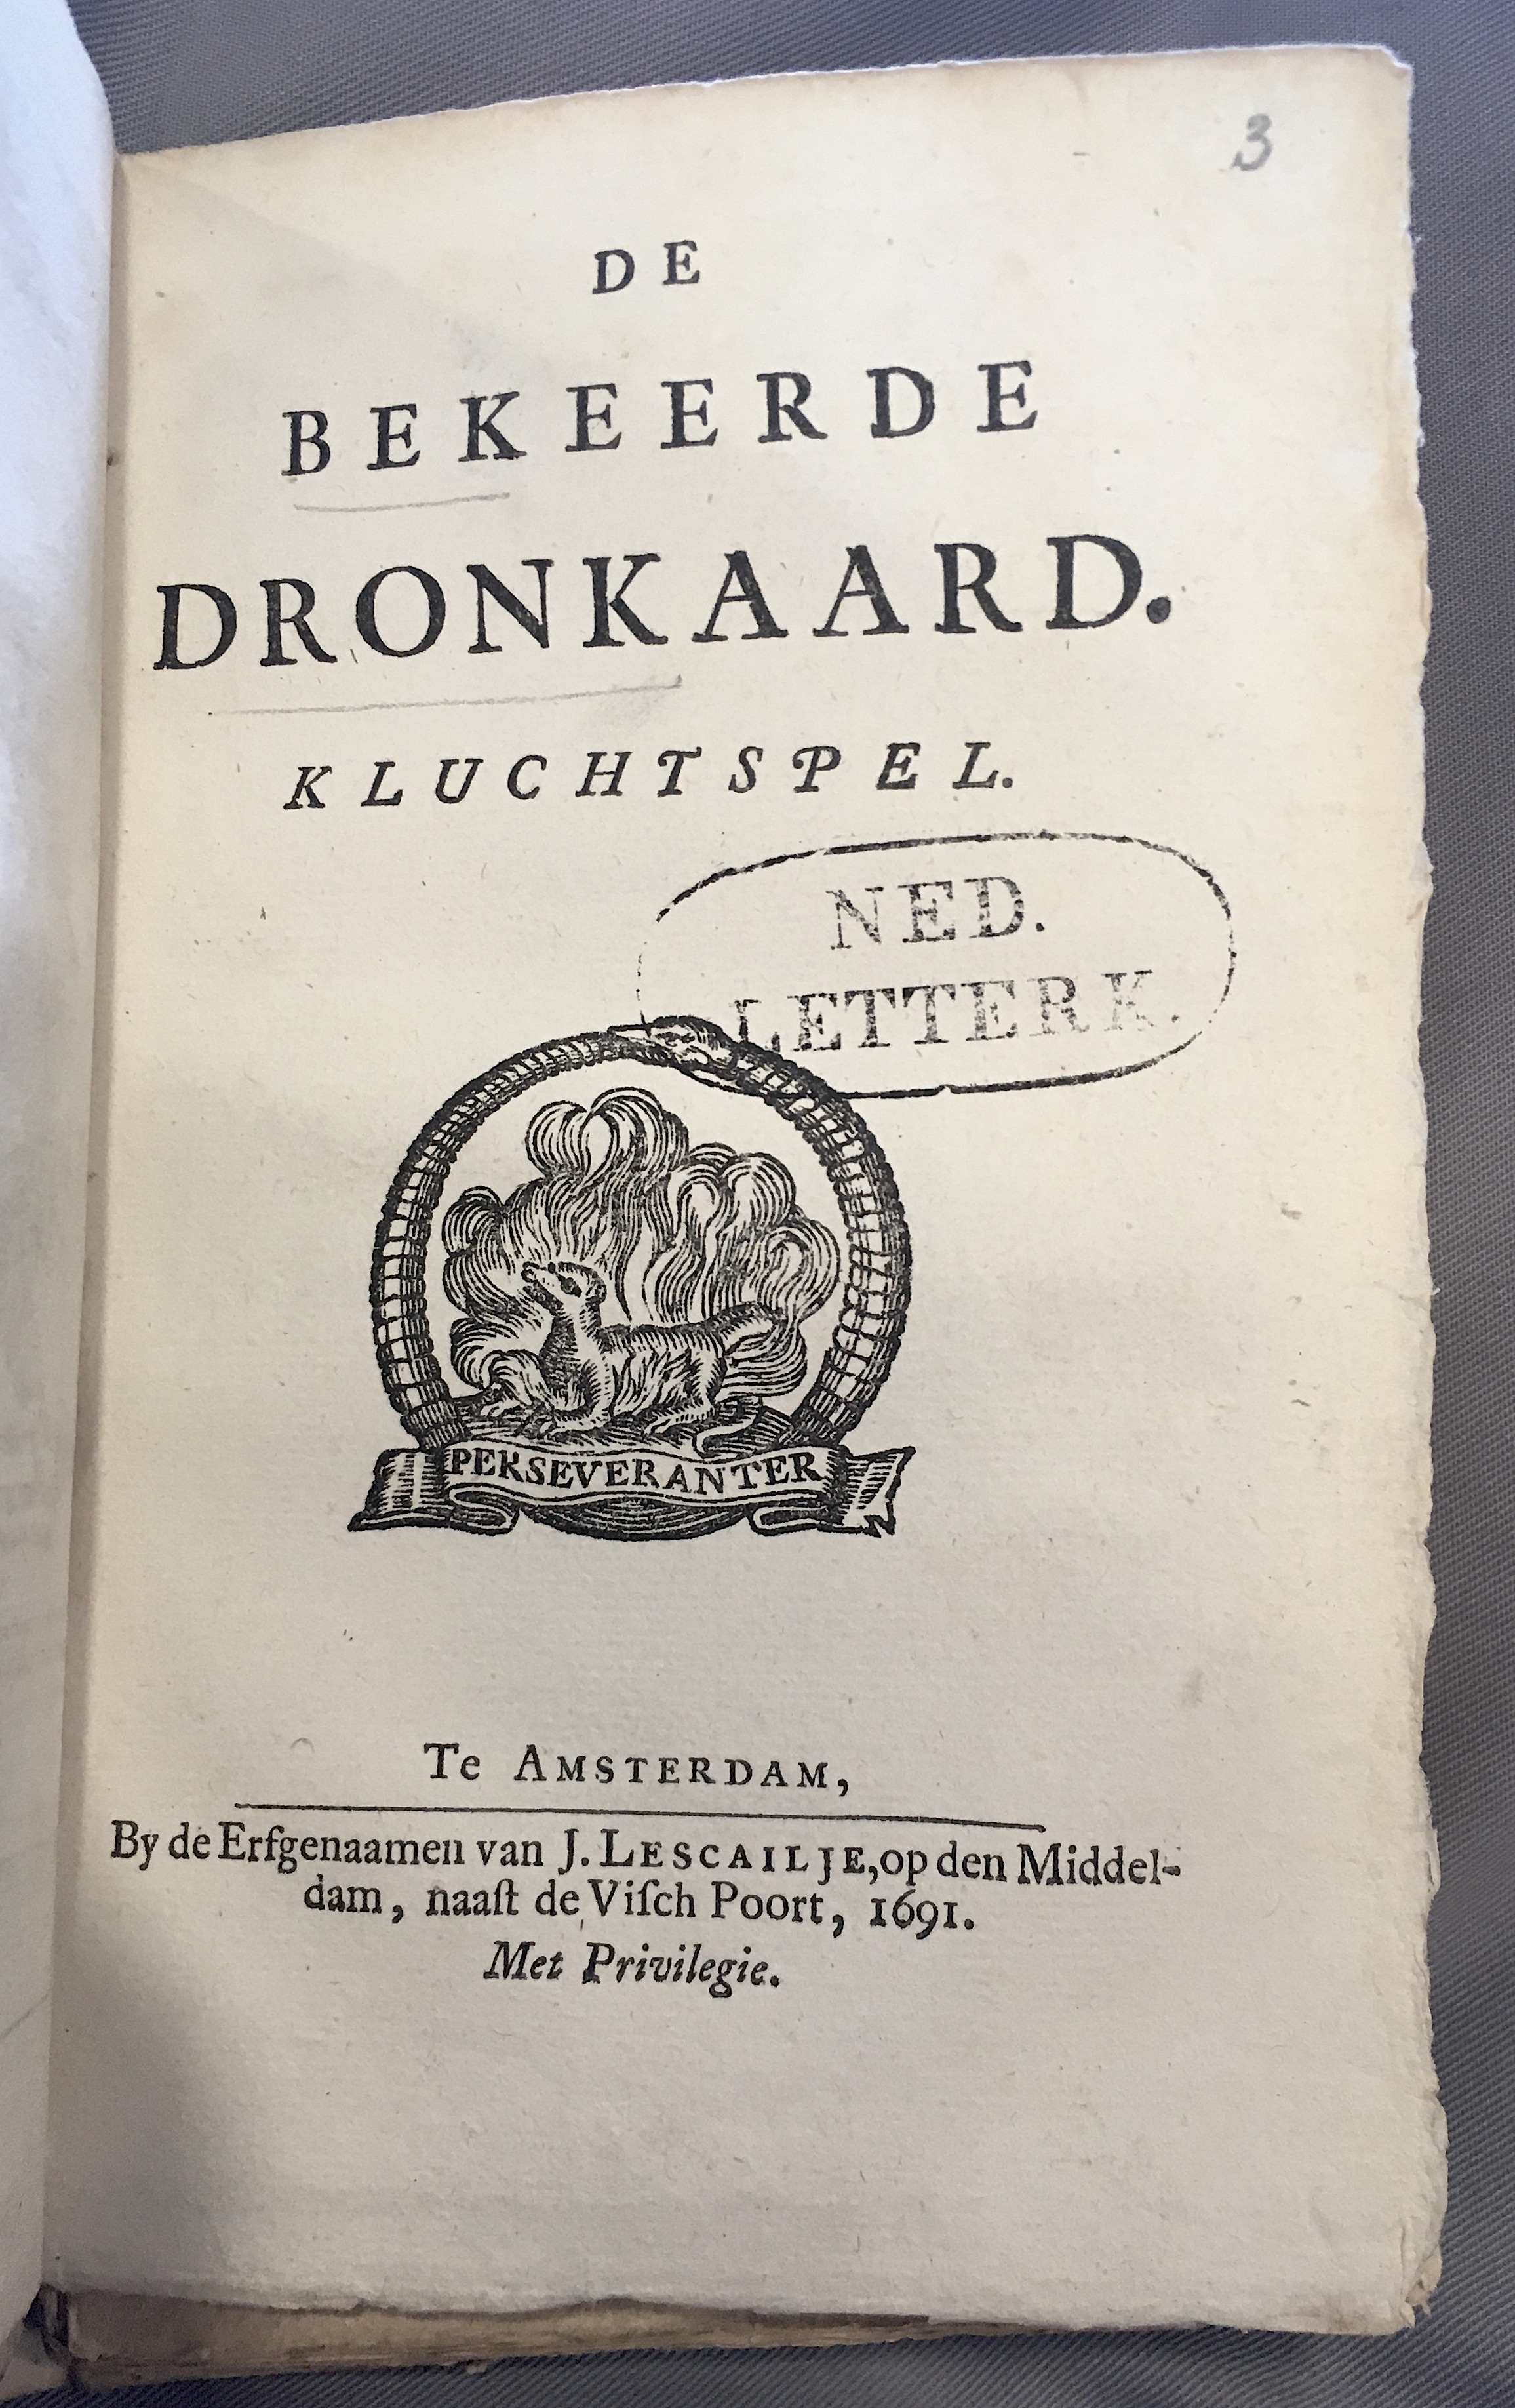 3
DE
BEKEERDE
DRONKAARD.
KLUCHTSPEL.
NED.
LETTERK.
PERSEVERANTER
Te AMSTERDAM,
By de Erfgenaamen van J. LESCAILJE, op den Middel-
dam, naaſt de Viſch Poort, 1691.
Met Privilegie.